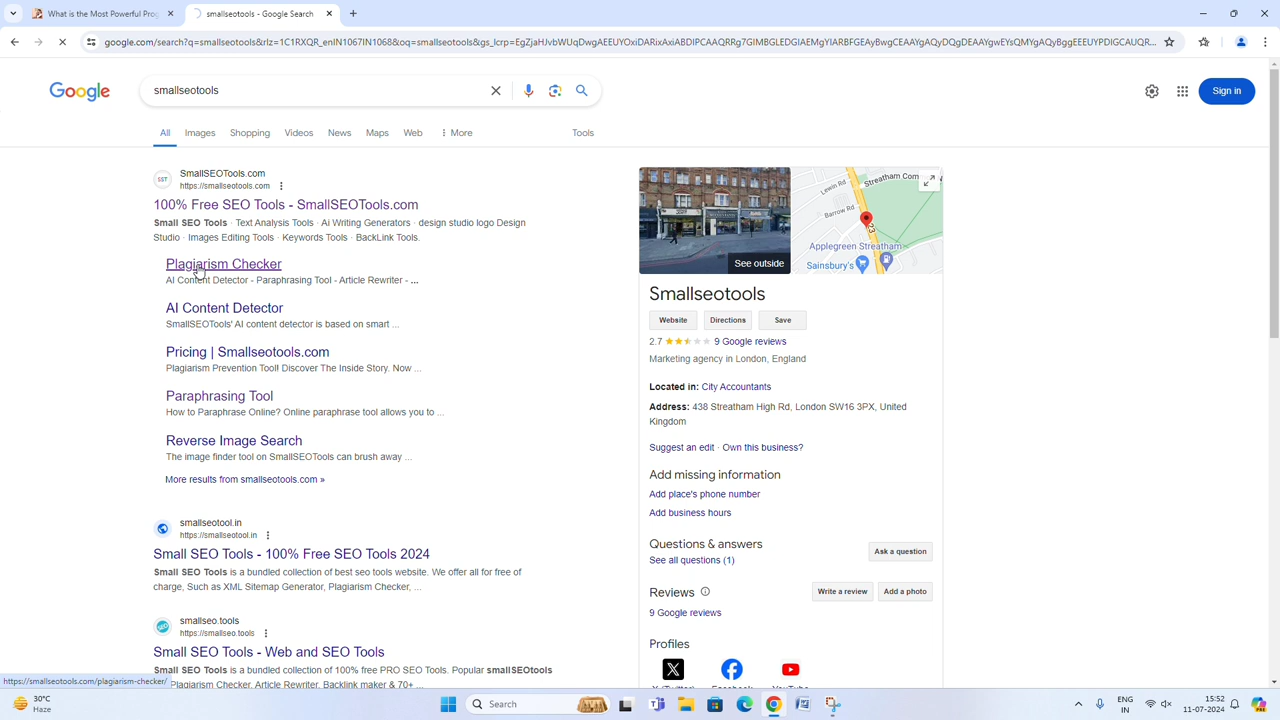 What is the Most Powerful Prog
smallseotools - Google Search
google.com/search?q=smallseotools&rlz=1C1RXQR_enIN1067IN1068&oq=smallseotools&gs_lcrp=
Google
smallseotools
Sign in
All Images Shopping Videos News Maps Web More Tools
SST
SmallSEOTools.com
https://smallseotools.com
100% Free SEO Tools - SmallSEOTools.com
Small SEO Tools · Text Analysis Tools · Ai Writing Generators · design studio logo Design
Studio · Images Editing Tools · Keywords Tools · BackLink Tools.
Plagiarism Checker
AI Content Detector - Paraphrasing Tool - Article Rewriter - ...
AI Content Detector
SmallSEOTools' AI content detector is based on smart ...
Pricing | Smallseotools.com
Plagiarism Prevention Tool! Discover The Inside Story. Now ...
Paraphrasing Tool
How to Paraphrase Online? Online paraphrase tool allows you to ...
Reverse Image Search
The image finder tool on SmallSEOTools can brush away ...
More results from smallseotools.com »
smallseotool.in
https://smallseotool.in
Small SEO Tools - 100% Free SEO Tools 2024
Small SEO Tools is a bundled collection of best seo tools website. We offer all for free of
charge, Such as XML Sitemap Generator, Plagiarism Checker, ...
SEO
smallseo.tools
https://smallseo.tools
Small SEO Tools - Web and SEO Tools
Small SEO Tools is a bundled collection of 100% free PRO SEO Tools. Popular smallSEOtools
Plagiarism Checker, Article Rewriter, Backlink maker & 70+
https://smallseotools.com/plagiarism-checker/
See outside
Streatham Com
Lewin Rd
Barrow Rd
A23
Applegreen Streatham
Sainsbury's
Smallseotools
Website Directions Save
2.7 9 Google reviews
Marketing agency in London, England
Located in: City Accountants
Address: 438 Streatham High Rd, London SW16 3PX, United
Kingdom
Suggest an edit · Own this business?
Add missing information
Add place's phone number
Add business hours
Questions & answers
See all questions (1)
Ask a question
Reviews
Write a review Add a photo
9 Google reviews
Profiles
30°C
Haze
Search
ENG
IN
15:52
11-07-2024